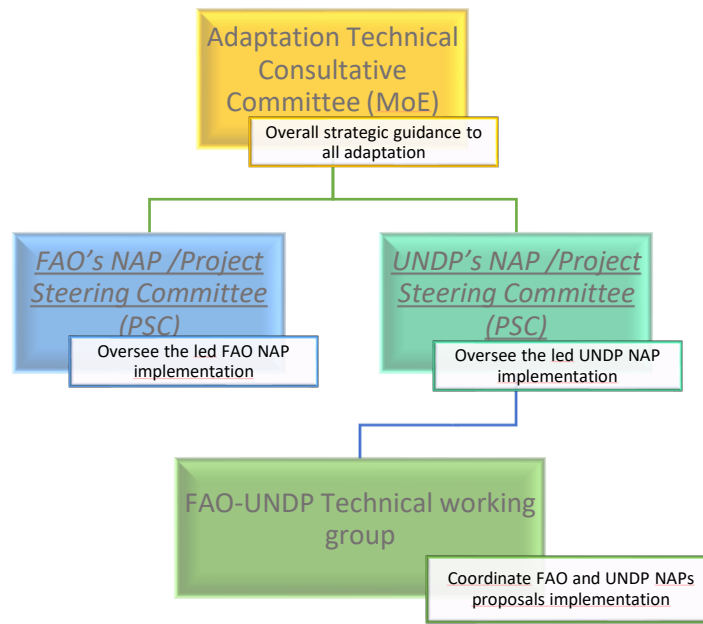 Adaptation Technical
Consultative
Committee (MoE)
Overall strategic guidance to
all adaptation
FAO's NAP /Project
Steering Committee
(PSC)
Oversee the led FAO NAP
implementation
UNDP's NAP /Project
Steering Committee
(PSC)
Oversee the led UNDP NAP
implementation
FAO-UNDP Technical working
group
Coordinate FAO and UNDP NAPs
proposals implementation